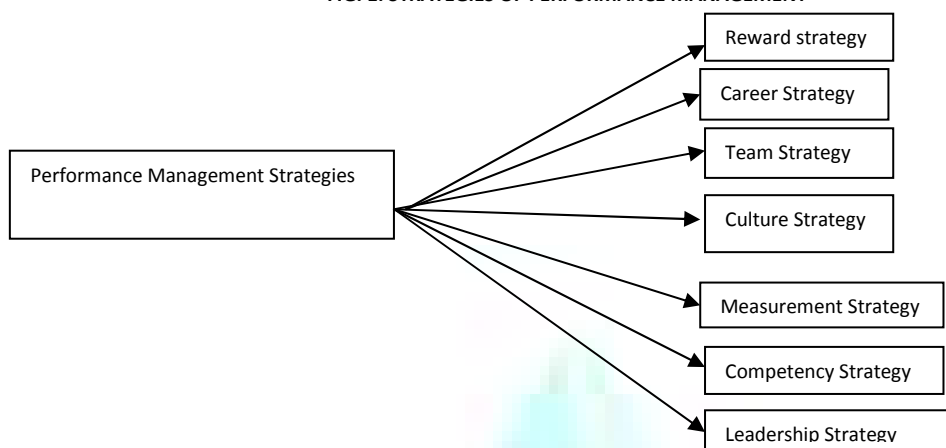 Reward strategy
Career Strategy
Team Strategy
Performance Management Strategies
Culture Strategy
Measurement Strategy
Competency Strategy
Leadership Strategy